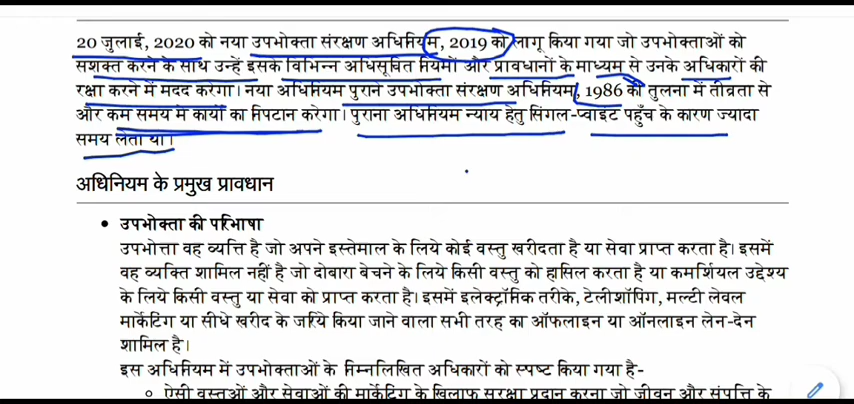 20 जुलाई, 2020 को नया उपभोक्ता संरक्षण अधिनियम, 2019 को लागू किया गया जो उपभोक्ताओं को
सशक्त करने के साथ उन्हें इसके विभिन्न अधिसूचित नियमों और प्रावधानों के माध्यम से उनके अधिकारों की
रक्षा करने में मदद करेगा। नया अधिनियम पुराने उपभोक्ता संरक्षण अधिनियम, 1986 की तुलना में तीव्रता से
और कम समय में कार्यों का निपटान करेगा। पुराना अधिनियम न्याय हेतु सिंगल-प्वाइंट पहुँच के कारण ज्यादा
समय लेता था।
अधिनियम के प्रमुख प्रावधान
• उपभोक्ता की परिभाषा
उपभोत्ता वह व्यत्ति है जो अपने इस्तेमाल के लिये कोई वस्तु खरीदता है या सेवा प्राप्त करता है। इसमें
वह व्यक्ति शामिल नहीं है जो दोबारा बेचने के लिये किसी वस्तु को हासिल करता है या कमर्शियल उद्देश्य
के लिये किसी वस्तु या सेवा को प्राप्त करता है। इसमें इलेक्ट्रॉनिक तरीके, टेलीशॉपिंग, मल्टी लेवल
मार्केटिंग या सीधे खरीद के जरिये किया जाने वाला सभी तरह का ऑफलाइन या ऑनलाइन लेन-देन
शामिल है।
इस अधिनियम में उपभोक्ताओं के निम्नलिखित अधिकारों को स्पष्ट किया गया है-
ऐसी वस्तुओं और सेवाओं की मार्केटिंग के खिलाफ सुरक्षा प्रदान करना जो जीवन और संपत्ति के